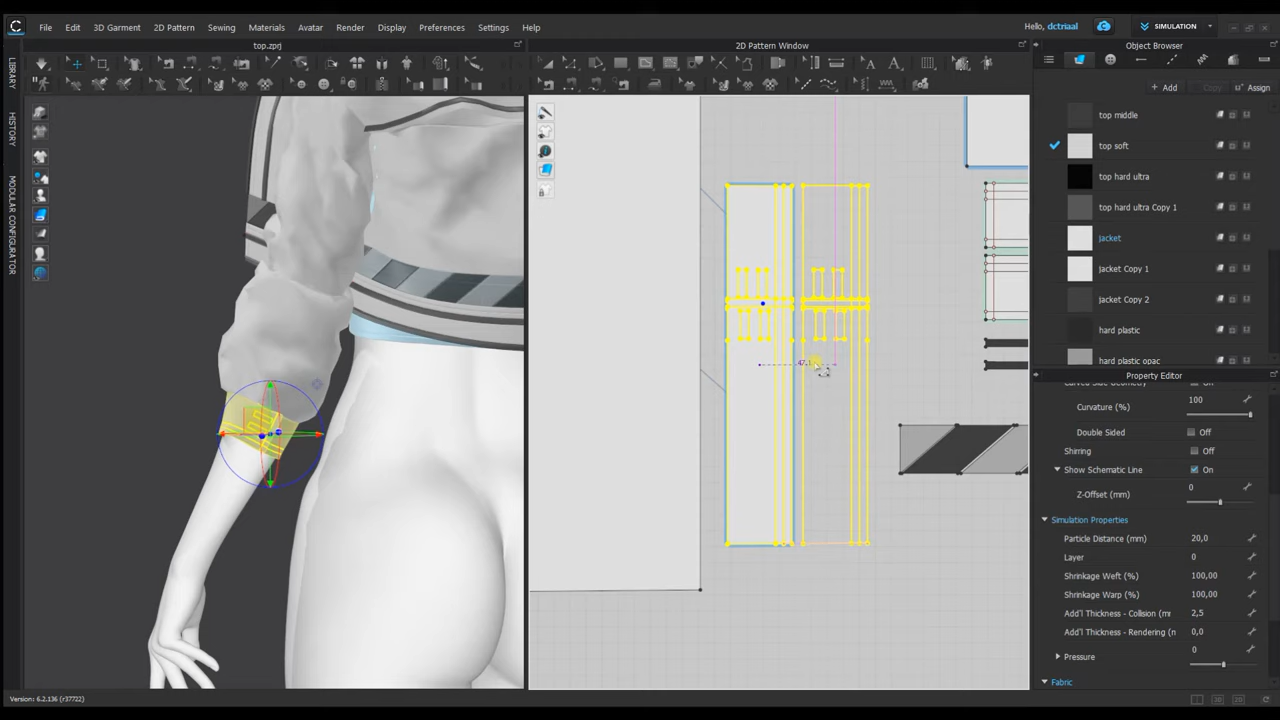 File Edit 3D Garment Sewing Materials Avatar Render Display Preferences Settings Help
Hello, dctriaal
SIMULATION
top.zprj
2D Pattern Window
Object Browser
LIBRARY
HISTORY
MODULAR CONFIGURATOR
+ Add
Copy
Assign
top middle
top soft
top hard ultra
top hard ultra Copy 1
Jacket
Jacket Copy 1
Jacket Copy 2
hard plastic
hard plastic opac
Property Editor
Curved Side Geometry On
Curvature (%) 100
Double Sided Off
Shirring Off
Show Schematic Line On
Z-Offset (mm) 0
Simulation Properties
Particle Distance (mm) 20,0
Layer 0
Shrinkage Weft (%) 100,00
Shrinkage Warp (%) 100,00
Add'l Thickness - Collision (m 2,5
Add'l Thickness - Rendering (n 0,0
Pressure 0
Fabric
Version: 6.2.136 (r37722)
3D
2D